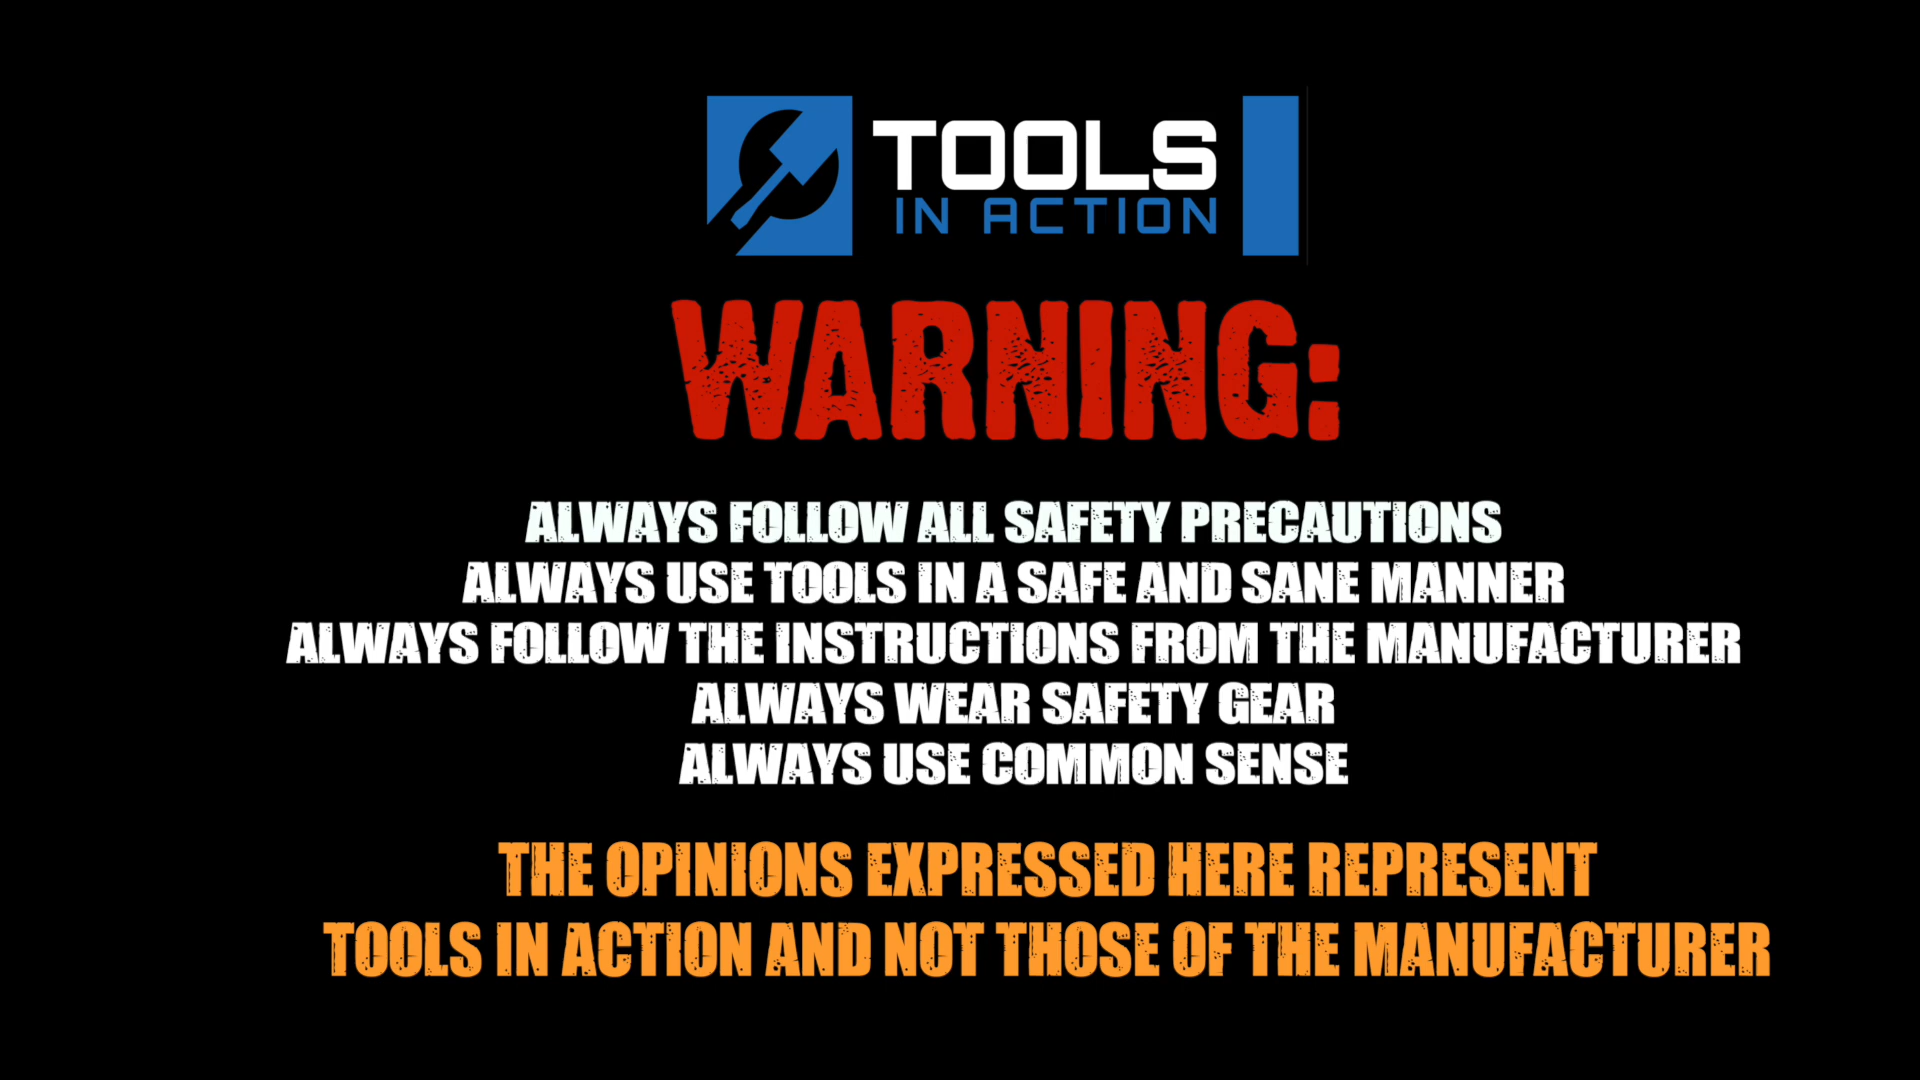 TOOLS
IN ACTION
WARNING:
ALWAYS FOLLOW ALL SAFETY PRECAUTIONS
ALWAYS USE TOOLS IN A SAFE AND SANE MANNER
ALWAYS FOLLOW THE INSTRUCTIONS FROM THE MANUFACTURER
ALWAYS WEAR SAFETY GEAR
ALWAYS USE COMMON SENSE
THE OPINIONS EXPRESSED HERE REPRESENT
TOOLS IN ACTION AND NOT THOSE OF THE MANUFACTURER